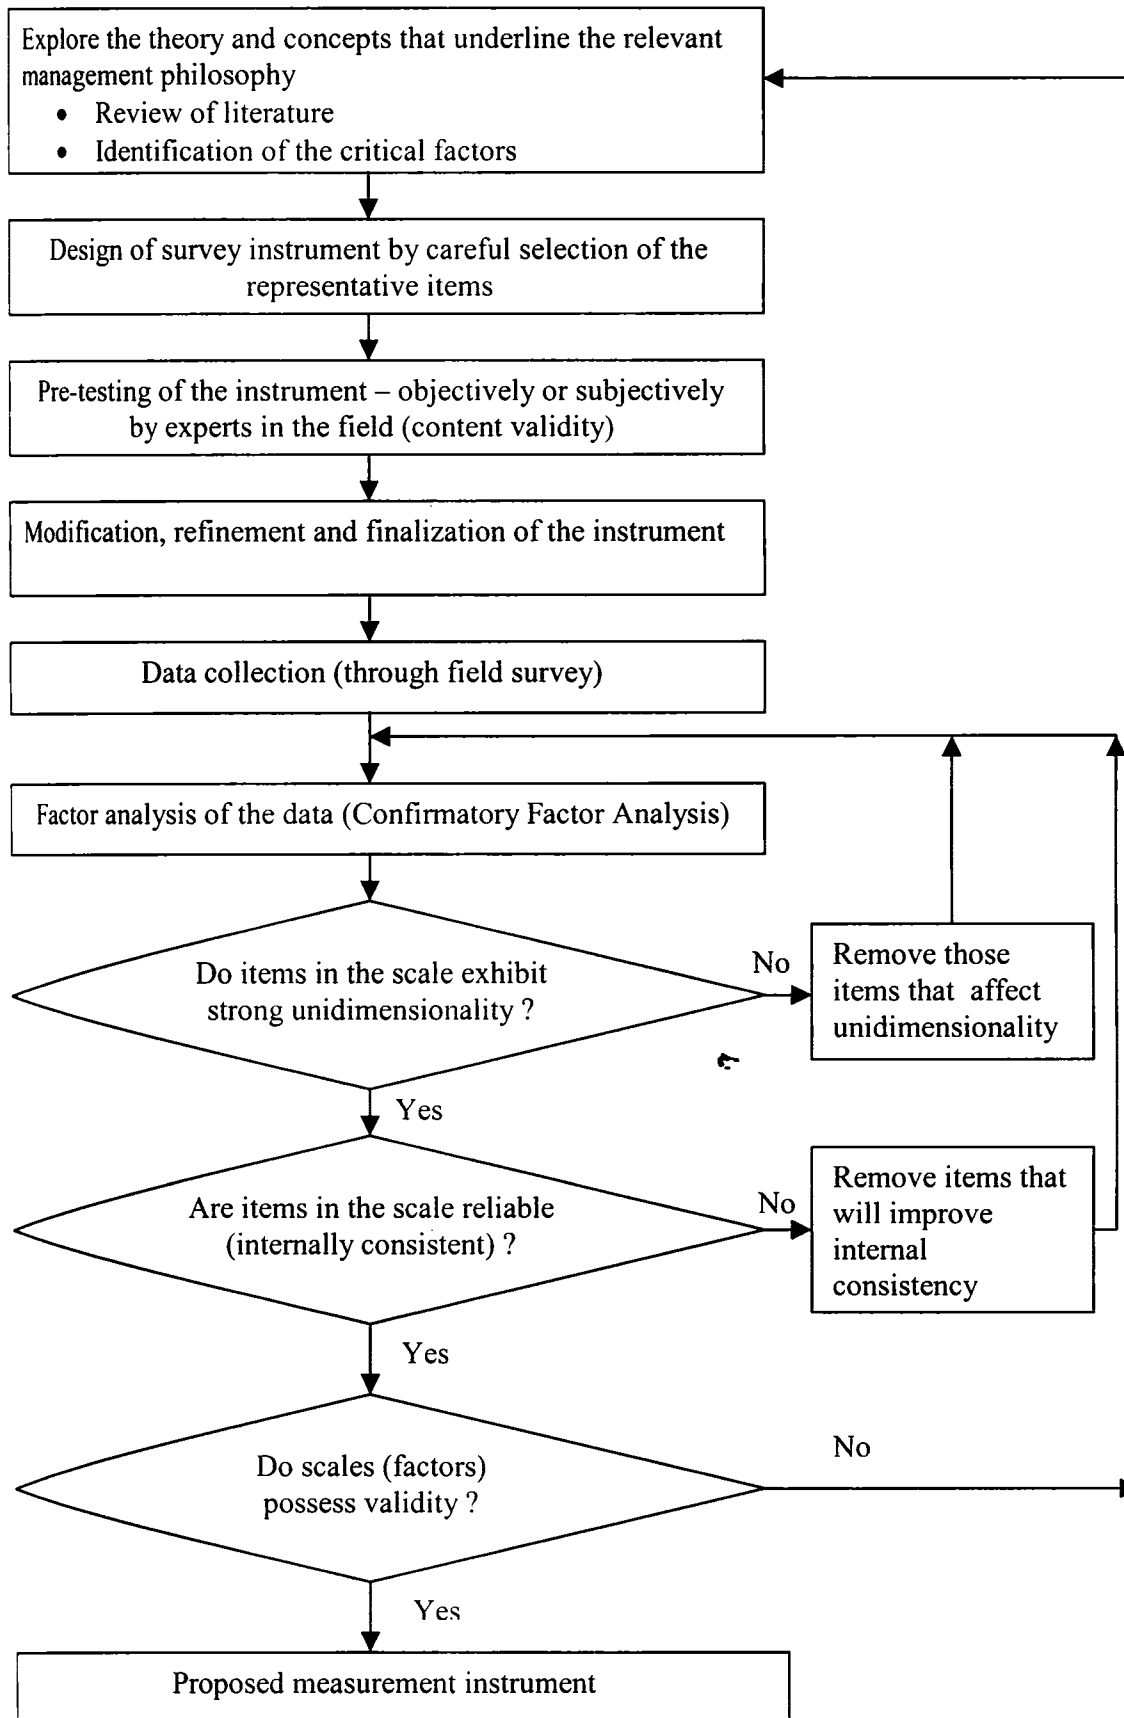 Explore the theory and concepts that underline the relevant
management philosophy
• Review of literature
• Identification of the critical factors
Design of survey instrument by careful selection of the
representative items
Pre-testing of the instrument – objectively or subjectively
by experts in the field (content validity)
Modification, refinement and finalization of the instrument
Data collection (through field survey)
Factor analysis of the data (Confirmatory Factor Analysis)
Do items in the scale exhibit
strong unidimensionality ?
No
Remove those
items that affect
unidimensionality
Yes
Are items in the scale reliable
(internally consistent) ?
No
Remove items that
will improve
internal
consistency
Yes
Do scales (factors)
possess validity ?
No
Yes
Proposed measurement instrument